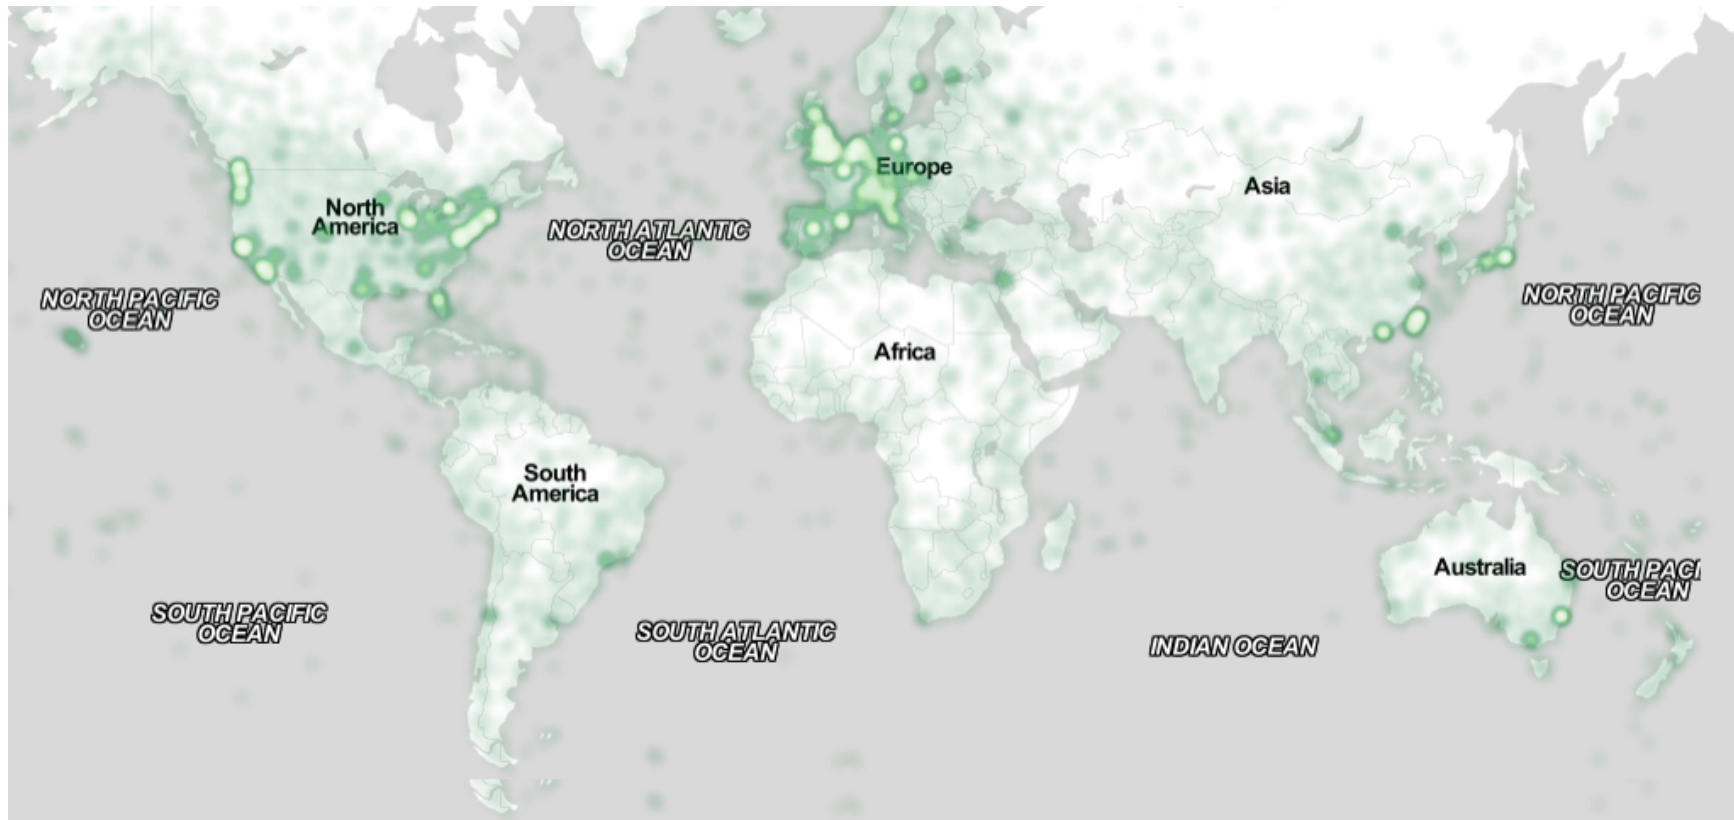 Europe
Asia
North
America
NORTH ATLANTIC
OCEAN
NORTH PACIFIC
OCEAN
NORTH PACIFIC
OCEAN
Africa
South
America
Australia
SOUTH PACI
OCEAN
SOUTH PACIFIC
OCEAN
SOUTH ATLANTIC
OCEAN
INDIAN OCEAN